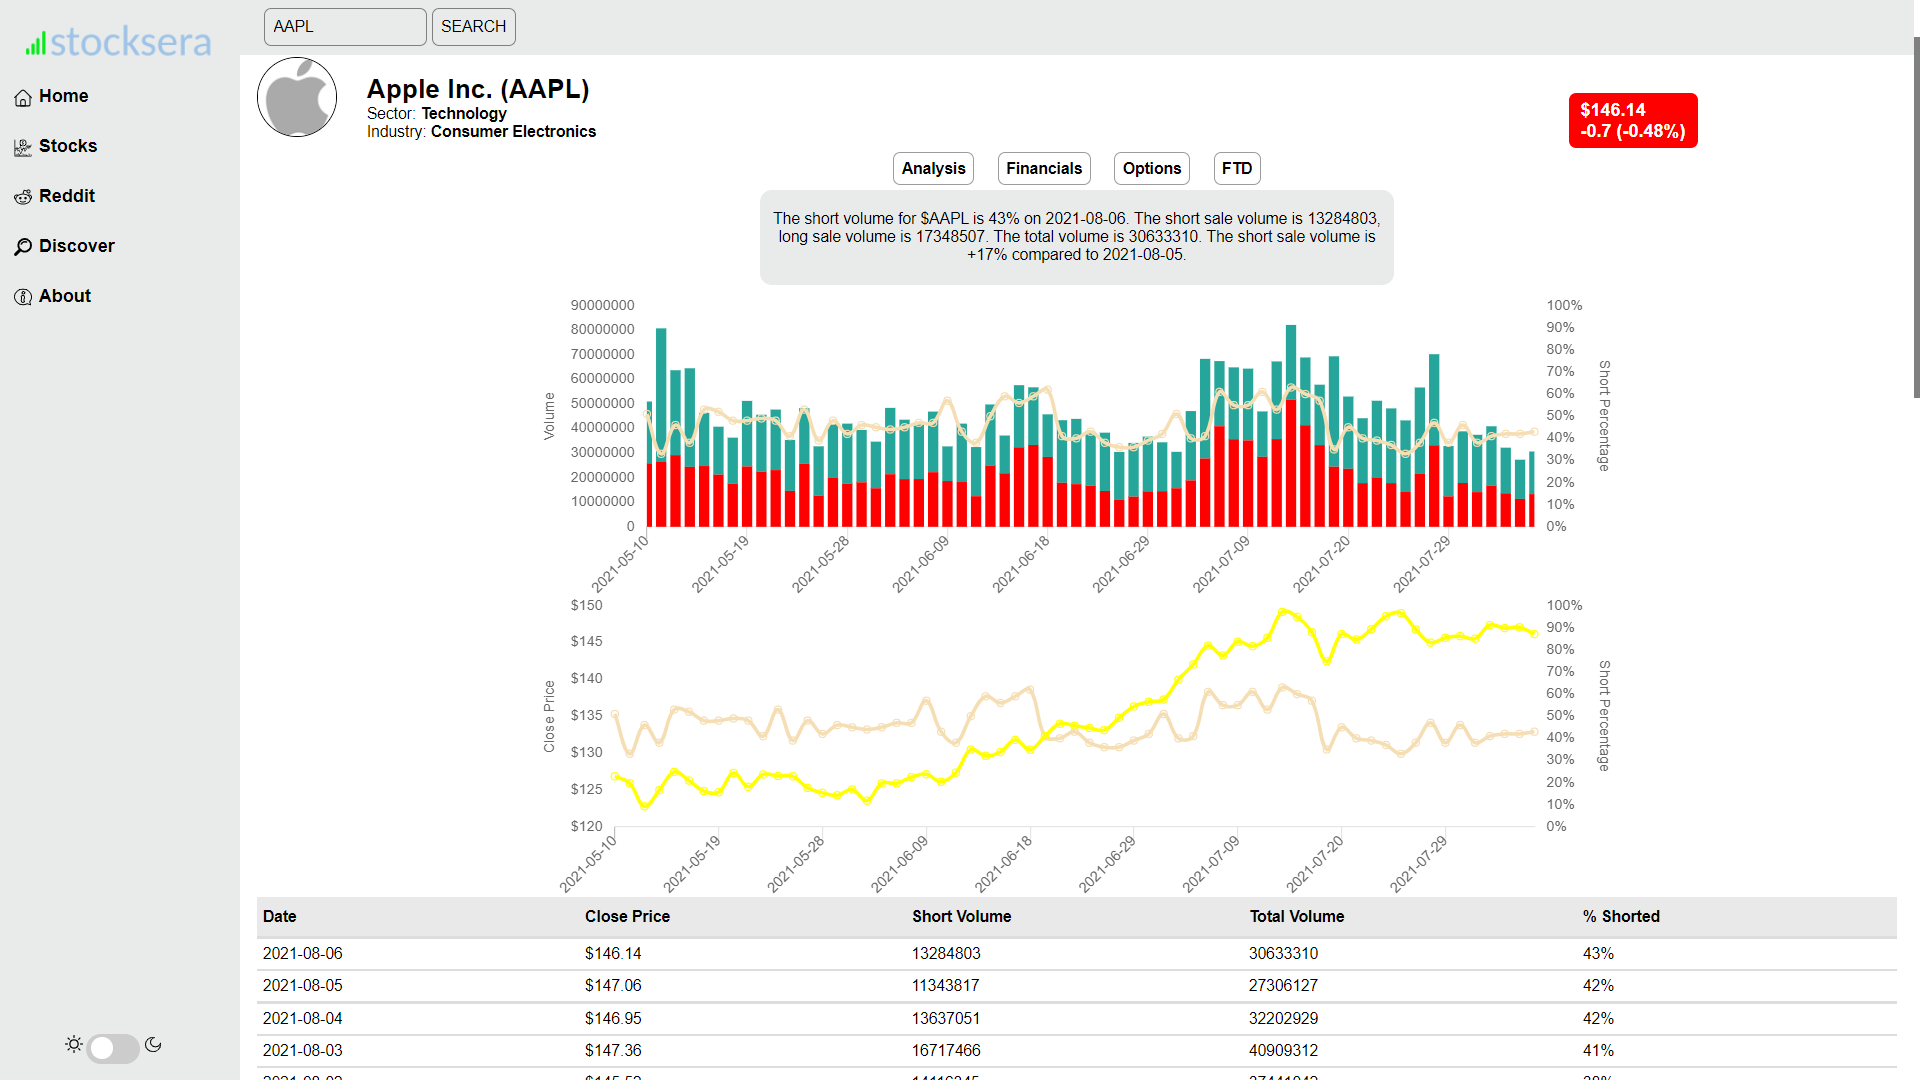 stocksera
AAPL
SEARCH
Home
Stocks
Reddit
Discover
About
Apple Inc. (AAPL)
Sector: Technology
Industry: Consumer Electronics
$146.14
-0.7 (-0.48%)
Analysis
Financials
Options
FTD
The short volume for $AAPL is 43% on 2021-08-06. The short sale volume is 13284803,
long sale volume is 17348507. The total volume is 30633310. The short sale volume is
+17% compared to 2021-08-05.
Volume
90000000
80000000
70000000
60000000
50000000
40000000
30000000
20000000
10000000
0
100%
90%
80%
70%
60%
50%
40%
30%
20%
10%
0%
Short Percentage
2021-05-10
2021-05-19
2021-05-28
2021-06-09
2021-06-18
2021-06-29
2021-07-09
2021-07-20
2021-07-29
Close Price
$150
$145
$140
$135
$130
$125
$120
100%
90%
80%
70%
60%
50%
40%
30%
20%
10%
0%
Short Percentage
2021-05-10
2021-05-19
2021-05-28
2021-06-09
2021-06-18
2021-06-29
2021-07-09
2021-07-20
2021-07-29
Date Close Price Short Volume Total Volume % Shorted
2021-08-06 $146.14 13284803 30633310 43%
2021-08-05 $147.06 11343817 27306127 42%
2021-08-04 $146.95 13637051 32202929 42%
2021-08-03 $147.36 16717466 40909312 41%